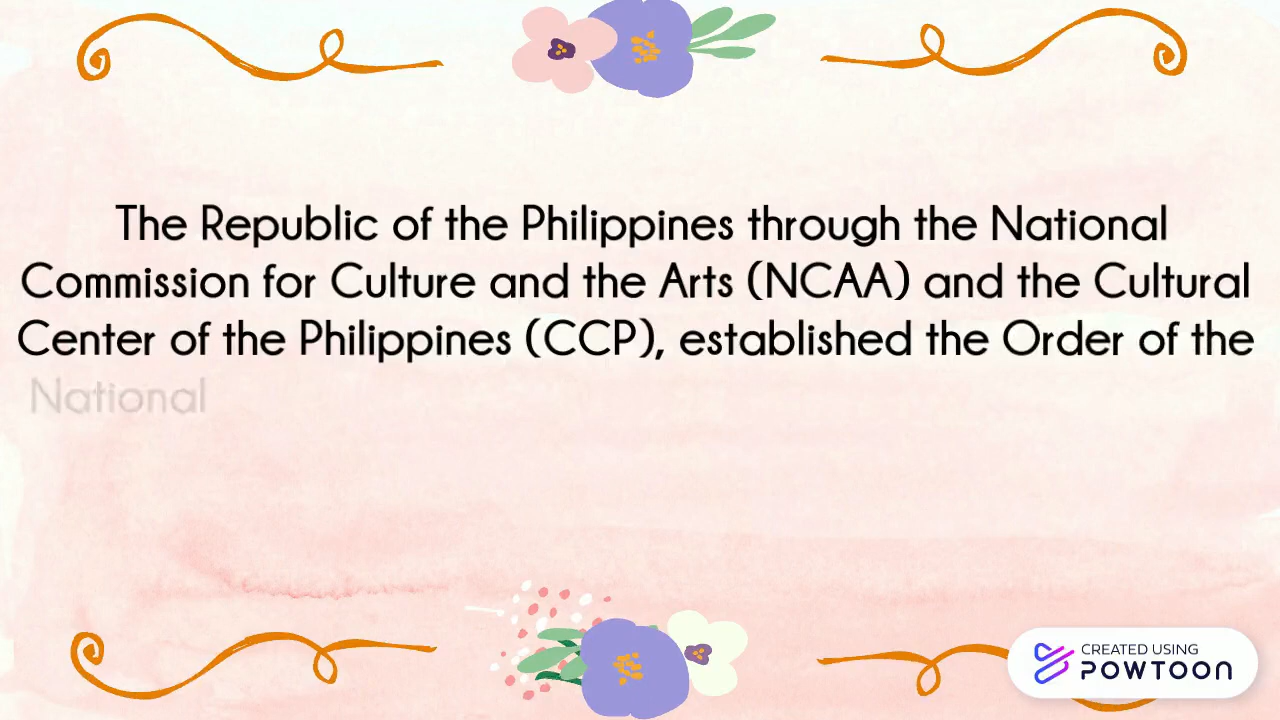 The Republic of the Philippines through the National
Commission for Culture and the Arts (NCAA) and the Cultural
Center of the Philippines (CCP), established the Order of the
National
CREATED USING
POWTOON